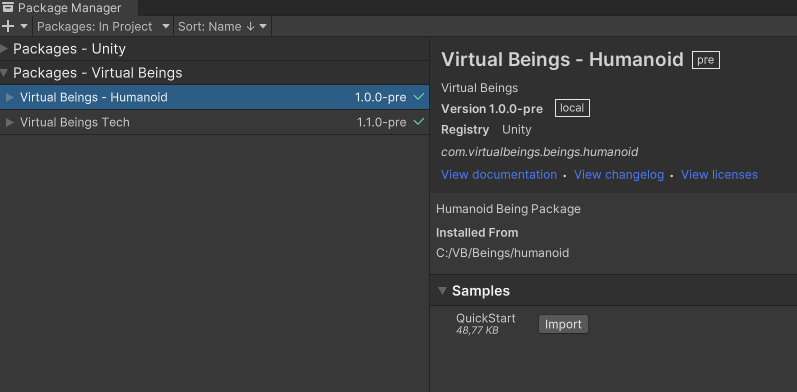 Package Manager
Packages: In Project
Sort: Name ↓
Packages - Unity
Packages - Virtual Beings
Virtual Beings - Humanoid 1.0.0-pre
Virtual Beings Tech 1.1.0-pre
Virtual Beings - Humanoid pre
Virtual Beings
Version 1.0.0-pre local
Registry Unity
com.virtualbeings.beings.humanoid
View documentation • View changelog • View licenses
Humanoid Being Package
Installed From
C:/VB/Beings/humanoid
Samples
QuickStart
48,77 KB
Import